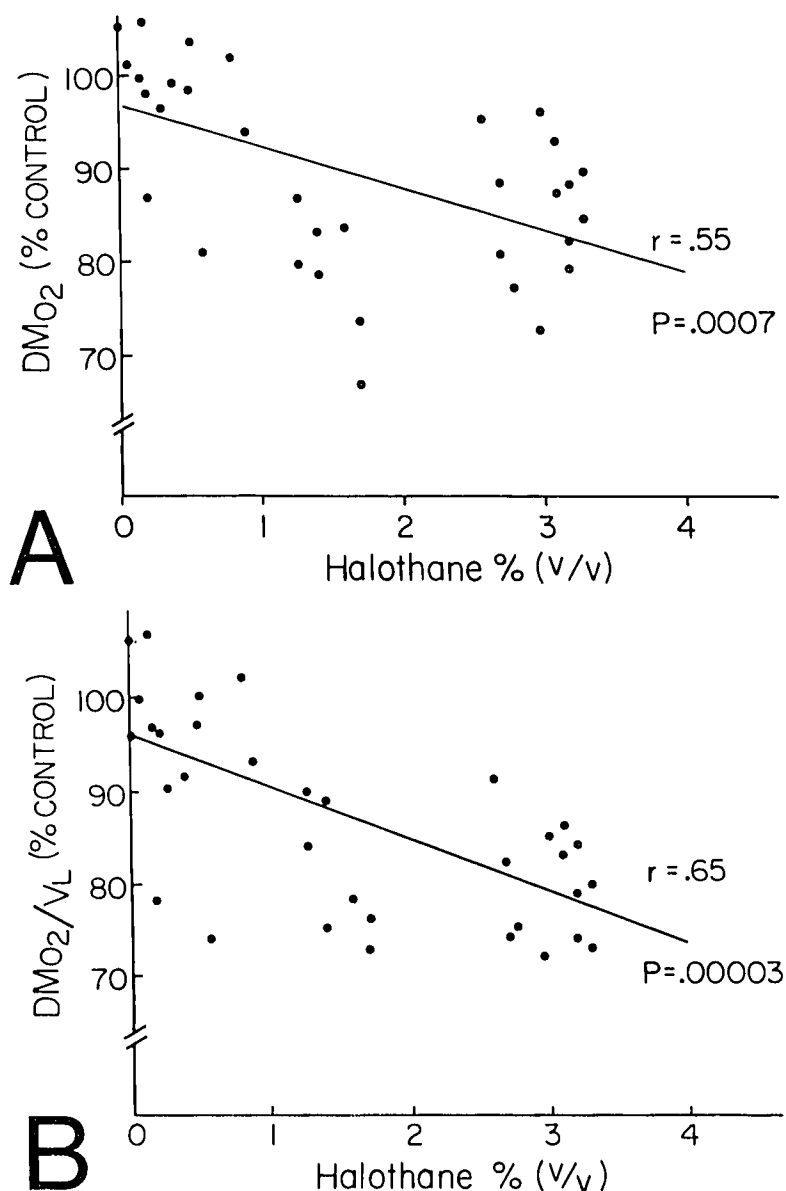 DMO2 (% CONTROL)
100
90
80
70
r = .55
P=.0007
0 1 2 3 4
Halothane % (v/v)
A
DMO2/VL (% CONTROL)
100
90
80
70
r = .65
P=.00003
0 1 2 3 4
Halothane % (v/v)
B